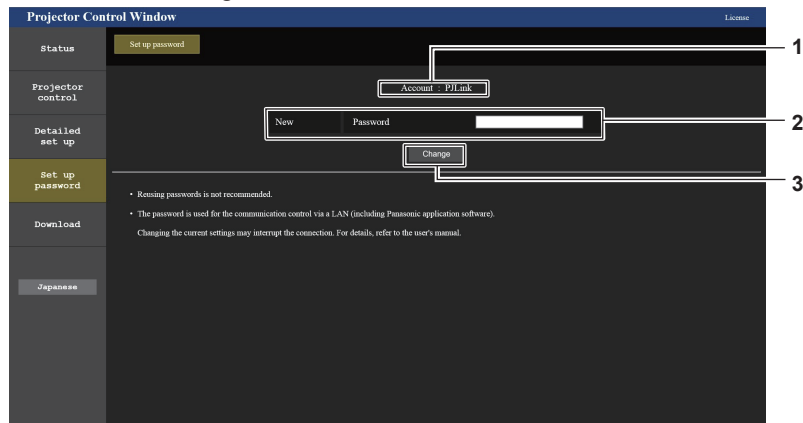 Projector Control Window
License
Status
Set up password
1
Projector
control
Account : PJLink
New Password
2
Detailed
set up
Change
Set up
password
3
• Reusing passwords is not recommended.
• The password is used for the communication control via a LAN (including Panasonic application software).
Changing the current settings may interrupt the connection. For details, refer to the user's manual.
Download
Japanese